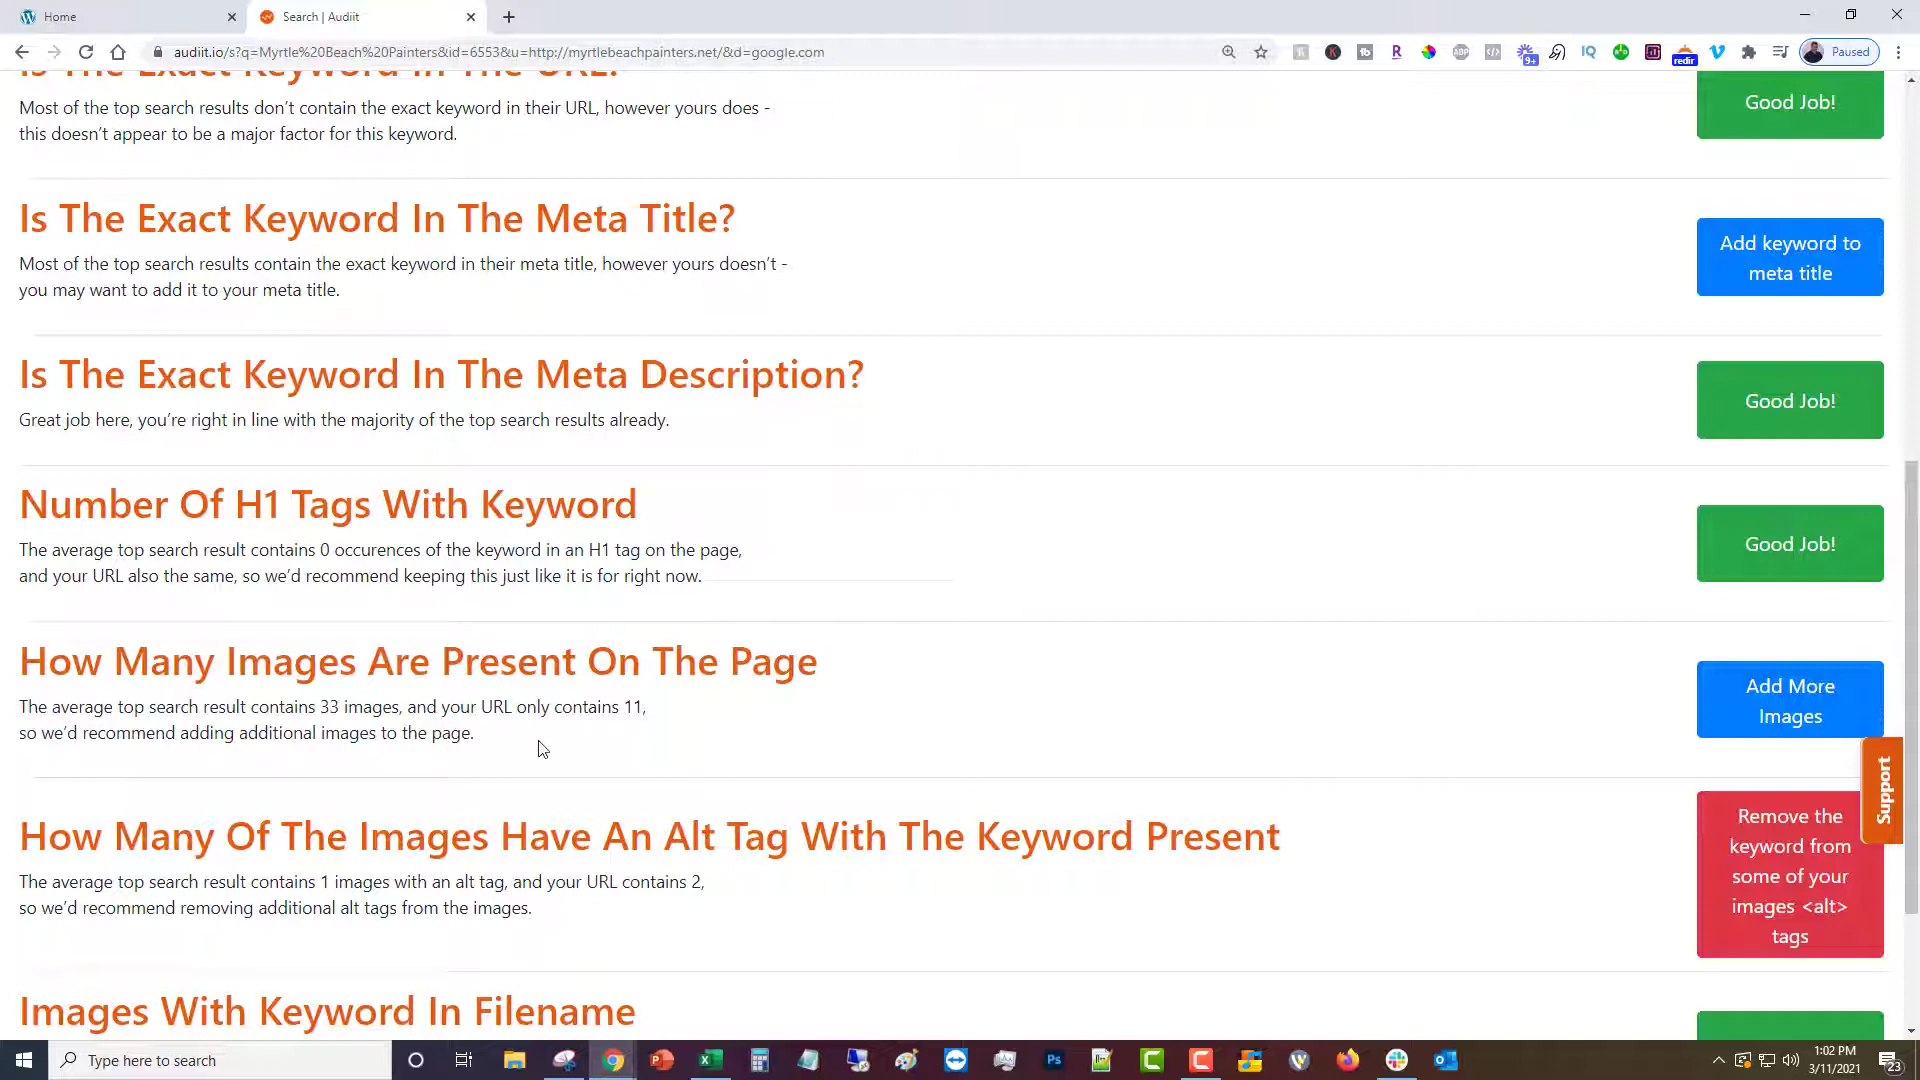 Home
Search | Audiit
audiit.io/s?q=Myrtle%20Beach%20Painters&id=6553&u=http://myrtlebeachpainters.net/&d=google.com
Paused
Is The Exact Keyword In The URL?
Most of the top search results don't contain the exact keyword in their URL, however yours does -
this doesn't appear to be a major factor for this keyword.
Good Job!
Is The Exact Keyword In The Meta Title?
Most of the top search results contain the exact keyword in their meta title, however yours doesn't -
you may want to add it to your meta title.
Add keyword to
meta title
Is The Exact Keyword In The Meta Description?
Great job here, you're right in line with the majority of the top search results already.
Good Job!
Number Of H1 Tags With Keyword
The average top search result contains 0 occurences of the keyword in an H1 tag on the page,
and your URL also the same, so we'd recommend keeping this just like it is for right now.
Good Job!
How Many Images Are Present On The Page
The average top search result contains 33 images, and your URL only contains 11,
so we'd recommend adding additional images to the page.
Add More
Images
Support
How Many Of The Images Have An Alt Tag With The Keyword Present
The average top search result contains 1 images with an alt tag, and your URL contains 2,
so we'd recommend removing additional alt tags from the images.
Remove the
keyword from
some of your
images <alt>
tags
Images With Keyword In Filename
Type here to search
1:02 PM
3/11/2021
23